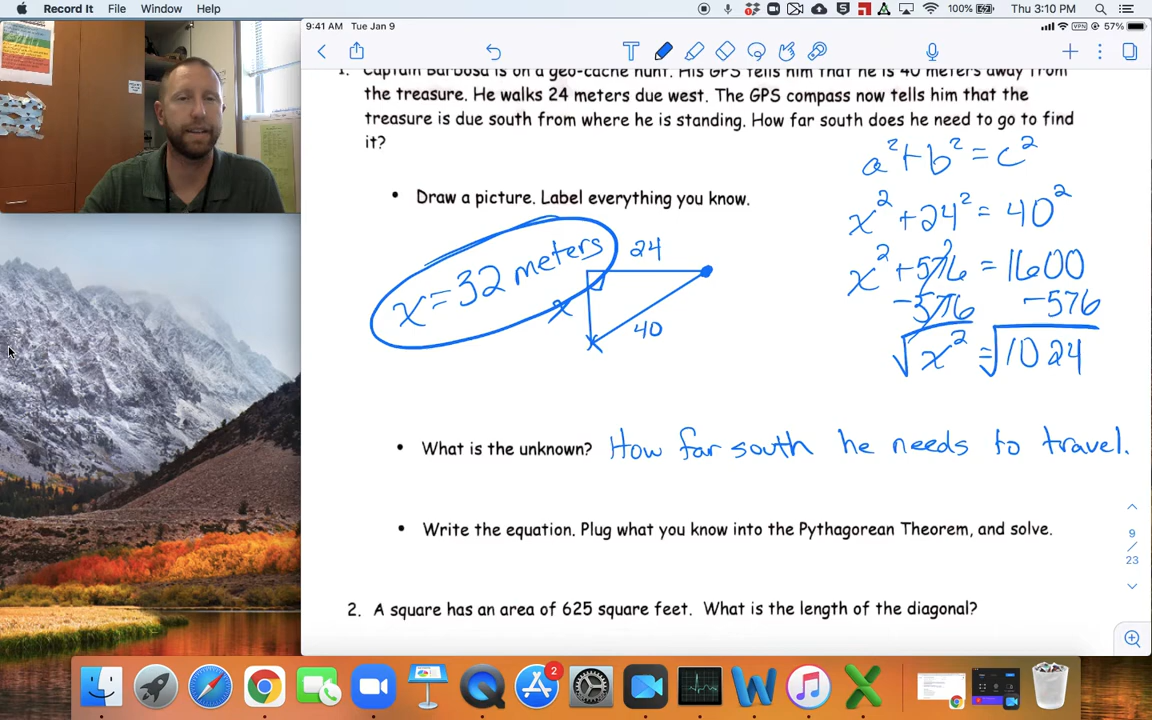 Record It File Window Help 100% Thu 3:10 PM
9:41 AM Tue Jan 9 VPN 57%
1. Captain Barbosa is on a geo-cache hunt. His GPS tells him that he is 40 meters away from
the treasure. He walks 24 meters due west. The GPS compass now tells him that the
treasure is due south from where he is standing. How far south does he need to go to find
it?
a² + b² = c²
• Draw a picture. Label everything you know.
x² + 24² = 40²
x = 32 meters
24
x
40
x² + 576 = 1600
-576 -576
√x² = √1024
• What is the unknown? How far south he needs to travel.
• Write the equation. Plug what you know into the Pythagorean Theorem, and solve.
9
/
23
2. A square has an area of 625 square feet. What is the length of the diagonal?
2